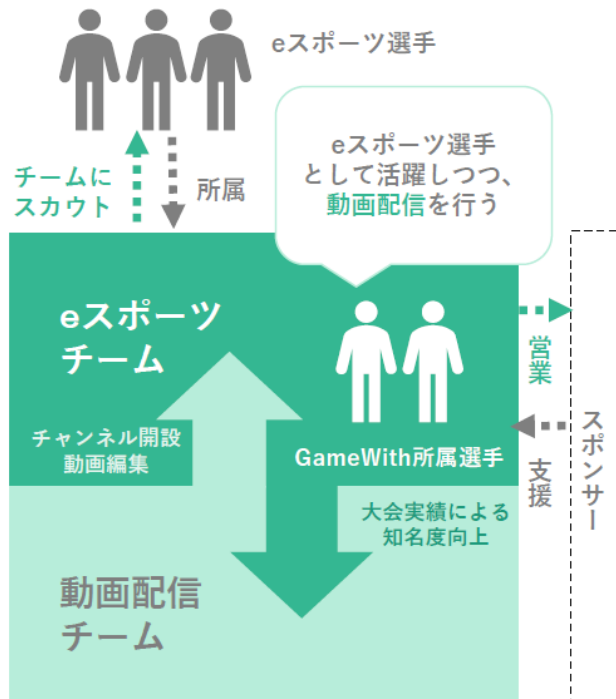 eスポーツ選手
チームに
スカウト
所属
eスポーツ選手
として活躍しつつ、
動画配信を行う
eスポーツ
チーム
チャンネル開設
動画編集
GameWith所属選手
営業
支援
スポンサー
大会実績による
知名度向上
動画配信
チーム